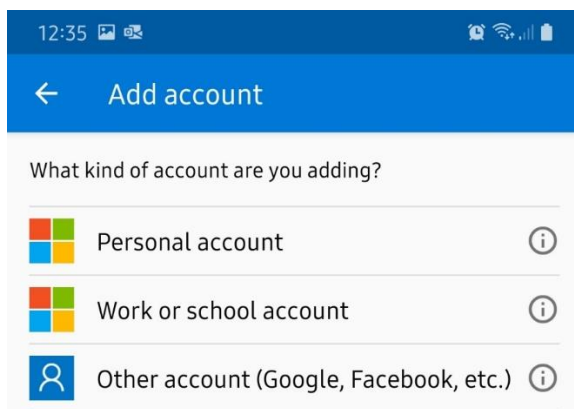 12:35
Add account
What kind of account are you adding?
Personal account
Work or school account
Other account (Google, Facebook, etc.)